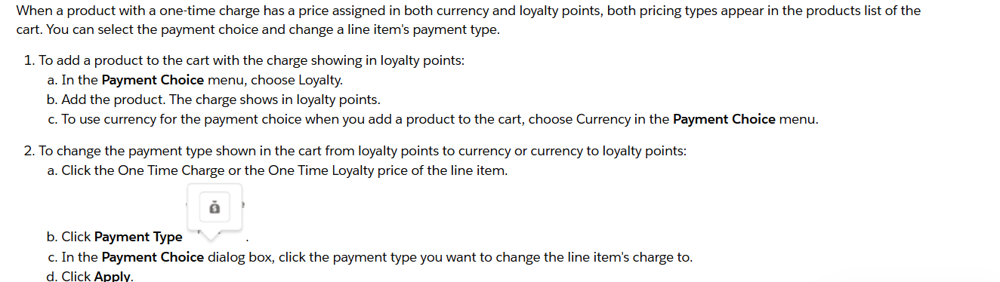 When a product with a one-time charge has a price assigned in both currency and loyalty points, both pricing types appear in the products list of the
cart. You can select the payment choice and change a line item's payment type.
1. To add a product to the cart with the charge showing in loyalty points:
a. In the Payment Choice menu, choose Loyalty.
b. Add the product. The charge shows in loyalty points.
c. To use currency for the payment choice when you add a product to the cart, choose Currency in the Payment Choice menu.
2. To change the payment type shown in the cart from loyalty points to currency or currency to loyalty points:
a. Click the One Time Charge or the One Time Loyalty price of the line item.
b. Click Payment Type .
c. In the Payment Choice dialog box, click the payment type you want to change the line item's charge to.
d. Click Apply.